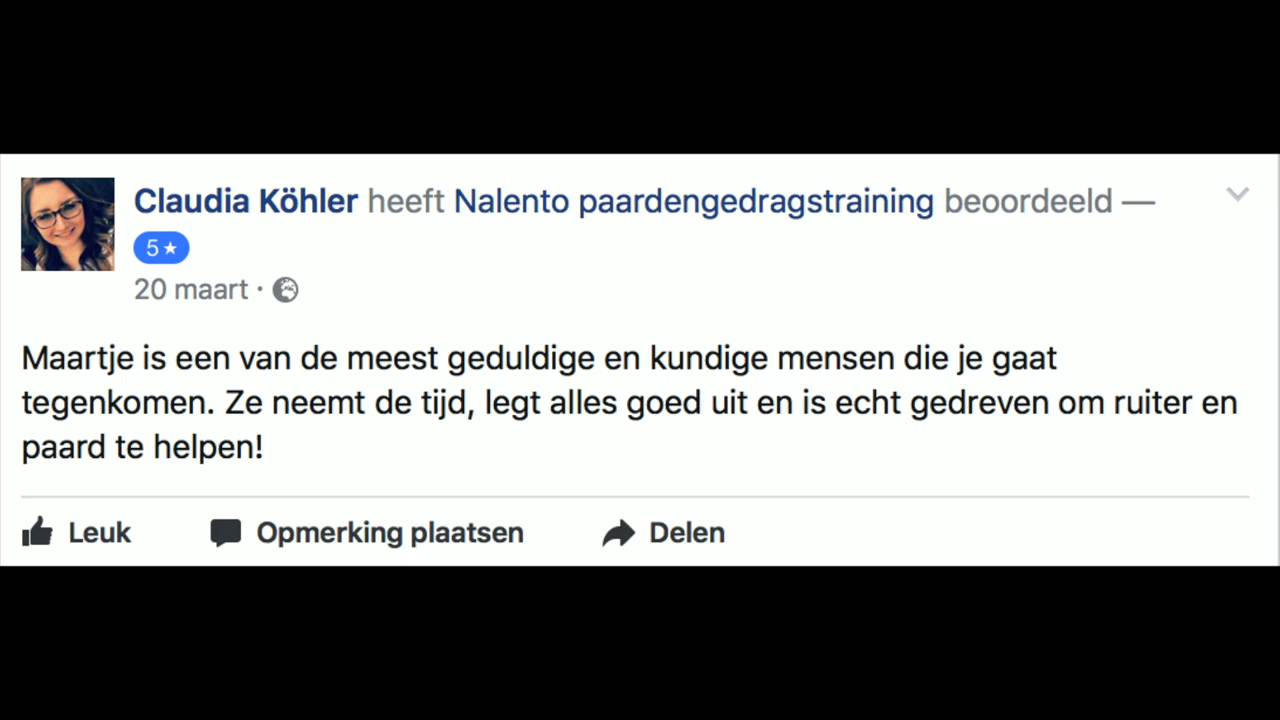 Claudia Köhler heeft Nalento paardengedragstraining beoordeeld —
5★
20 maart ·
Maartje is een van de meest geduldige en kundige mensen die je gaat
tegenkomen. Ze neemt de tijd, legt alles goed uit en is echt gedreven om ruiter en
paard te helpen!
Leuk Opmerking plaatsen Delen